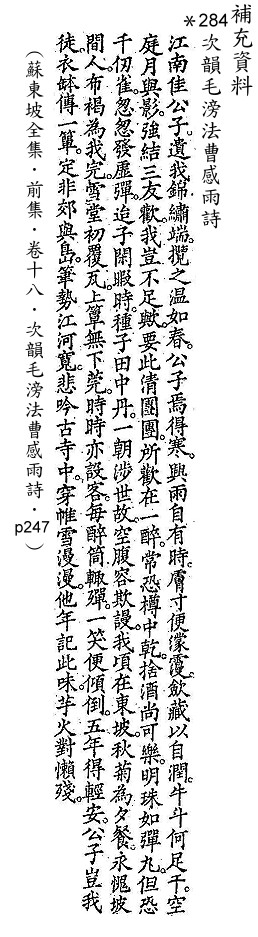 補充資料
*284
次韻毛滂法曹感雨詩
江南佳公子。遺我錦繡端。攬之温如春。公子焉得寒。興雨自有時。膚寸便濛漫。斂藏以自潤。牛斗何足干。空
庭月與影。強結三友歡。我豈不足歟。要此清團團。所歡在一醉。常恐樽中乾。捨酒尚可樂。明珠如彈丸。但恐
千仞雀。忽忽發虛彈。迨子閑暇時。種子田中丹。一朝涉世故。空腹容欺謾。我頃在東坡。秋菊為夕餐。永愧坡
間人。布褐為我完。雪堂初覆瓦。上簟無下莞。時時亦設客。每醉筒輒殫。一笑便傾倒。五年得輕安。公子豈我
徒。衣鉢傳一簞。定非郊與島。筆勢江河寬。悲吟古寺中。穿帷雪漫漫。他年記此味。芋火對懶殘。
（蘇東坡全集．前集．卷十八．次韻毛滂法曹感雨詩．p247）